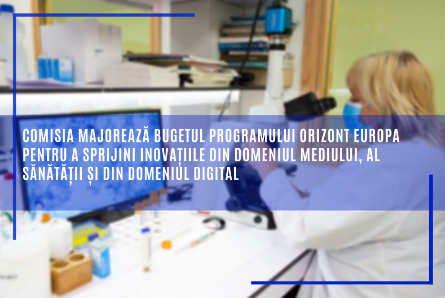 COMISIA MAJOREAZĂ BUGETUL PROGRAMULUI ORIZONT EUROPA
PENTRU A SPRIJINI INOVAȚIILE DIN DOMENIUL MEDIULUI, AL
SĂNĂTĂȚII ȘI DIN DOMENIUL DIGITAL